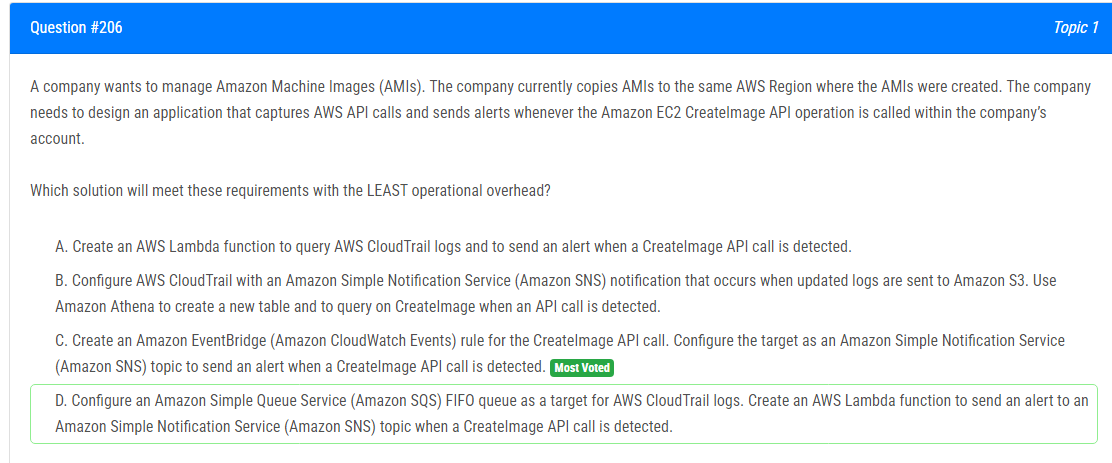 Question #206
Topic 1
A company wants to manage Amazon Machine Images (AMIs). The company currently copies AMIs to the same AWS Region where the AMIs were created. The company
needs to design an application that captures AWS API calls and sends alerts whenever the Amazon EC2 CreateImage API operation is called within the company's
account.
Which solution will meet these requirements with the LEAST operational overhead?
A. Create an AWS Lambda function to query AWS CloudTrail logs and to send an alert when a CreateImage API call is detected.
B. Configure AWS CloudTrail with an Amazon Simple Notification Service (Amazon SNS) notification that occurs when updated logs are sent to Amazon S3. Use
Amazon Athena to create a new table and to query on CreateImage when an API call is detected.
C. Create an Amazon EventBridge (Amazon CloudWatch Events) rule for the CreateImage API call. Configure the target as an Amazon Simple Notification Service
(Amazon SNS) topic to send an alert when a CreateImage API call is detected. Most Voted
D. Configure an Amazon Simple Queue Service (Amazon SQS) FIFO queue as a target for AWS CloudTrail logs. Create an AWS Lambda function to send an alert to an
Amazon Simple Notification Service (Amazon SNS) topic when a CreateImage API call is detected.